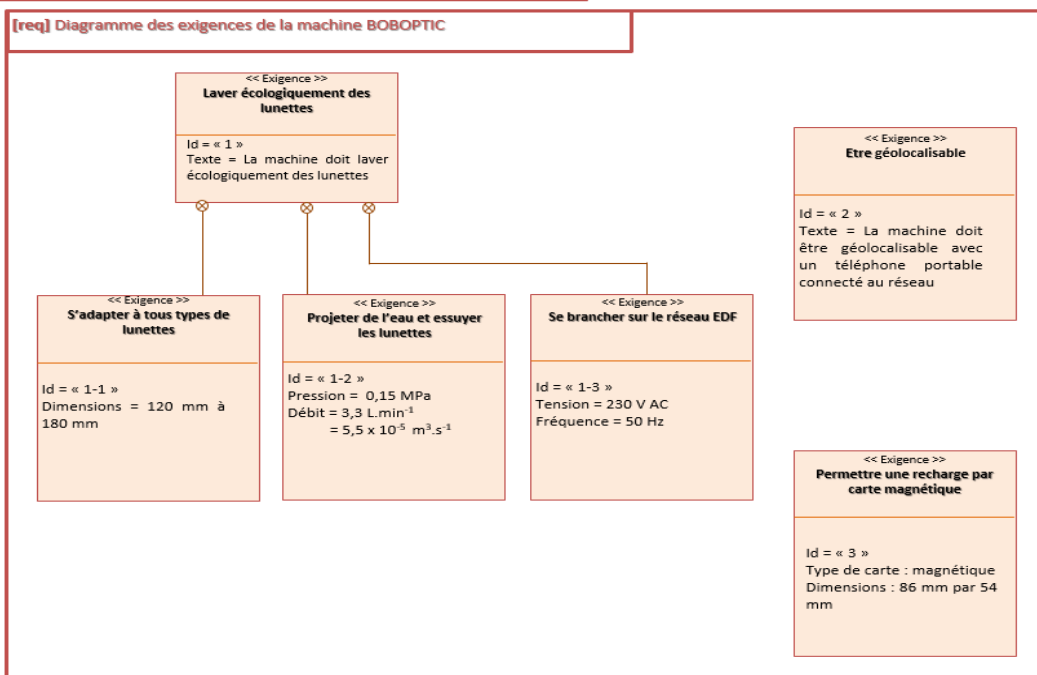 [req] Diagramme des exigences de la machine BOBOPTIC
<< Exigence >>
Laver écologiquement des
lunettes
Id = « 1 »
Texte = La machine doit laver
écologiquement des lunettes
<< Exigence >>
Etre géolocalisable
Id = « 2 »
Texte = La machine doit
être géolocalisable avec
un téléphone portable
connecté au réseau
<< Exigence >>
S'adapter à tous types de
lunettes
Id = « 1-1 »
Dimensions = 120 mm à
180 mm
<< Exigence >>
Projeter de l'eau et essuyer
les lunettes
Id = « 1-2 »
Pression = 0,15 MPa
Débit = 3,3 L.min⁻¹
= 5,5 x 10⁻⁵ m³.s⁻¹
<< Exigence >>
Se brancher sur le réseau EDF
Id = « 1-3 »
Tension = 230 V AC
Fréquence = 50 Hz
<< Exigence >>
Permettre une recharge par
carte magnétique
Id = « 3 »
Type de carte : magnétique
Dimensions : 86 mm par 54
mm